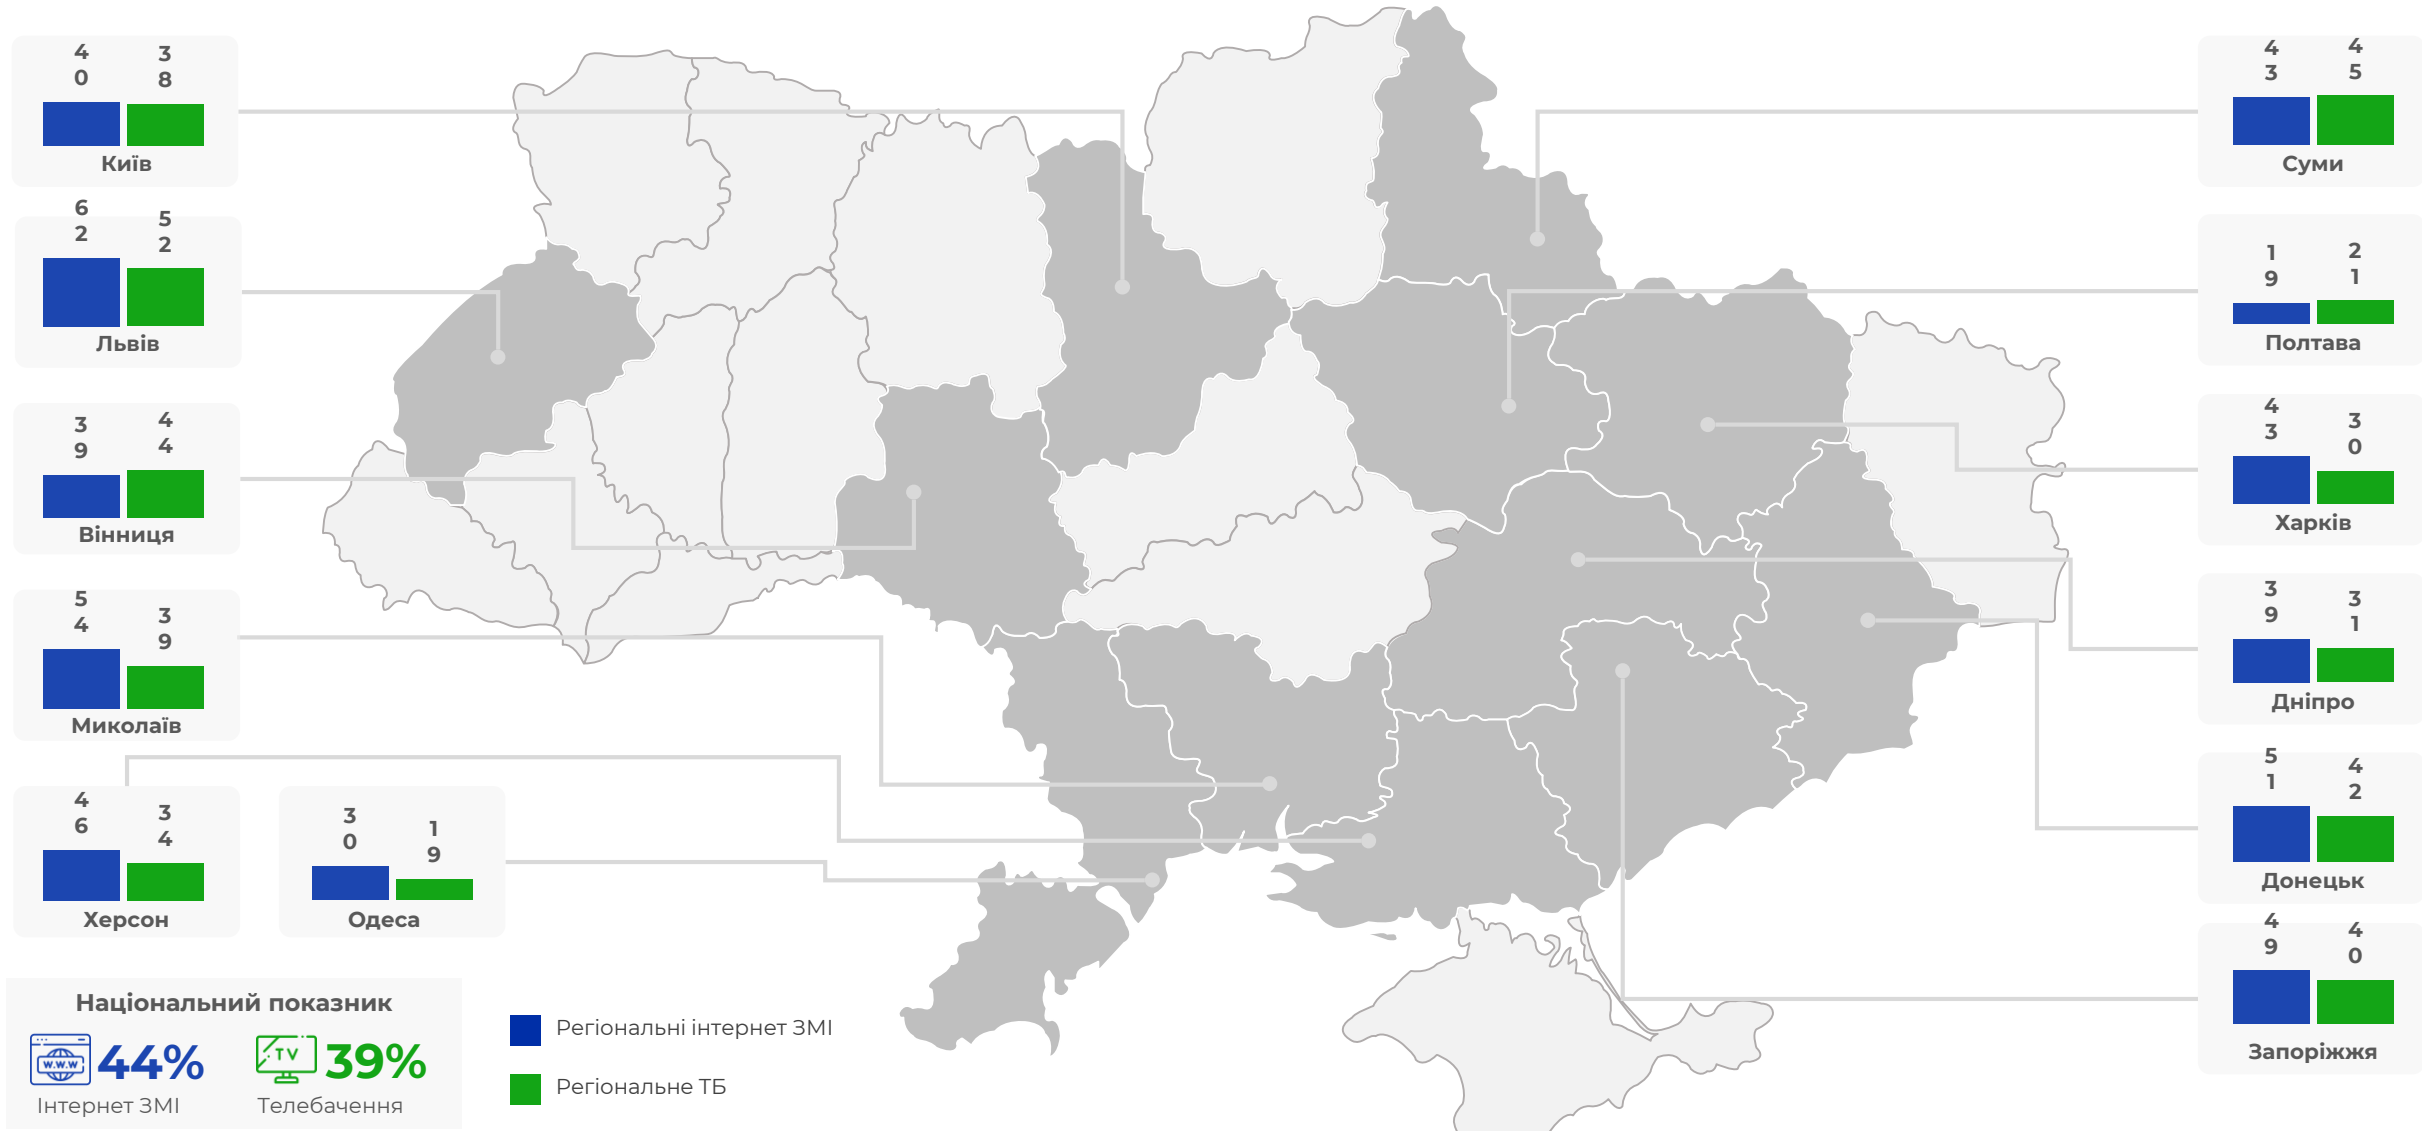 40 38
Київ
62 52
Львів
39 44
Вінниця
54 39
Миколаїв
46 34
Херсон
30 19
Одеса
43 45
Суми
19 21
Полтава
43 30
Харків
39 31
Дніпро
51 42
Донецьк
49 40
Запоріжжя
Національний показник
W.W.W 44% TV 39%
Інтернет ЗМІ Телебачення
Регіональні інтернет ЗМІ
Регіональне ТБ